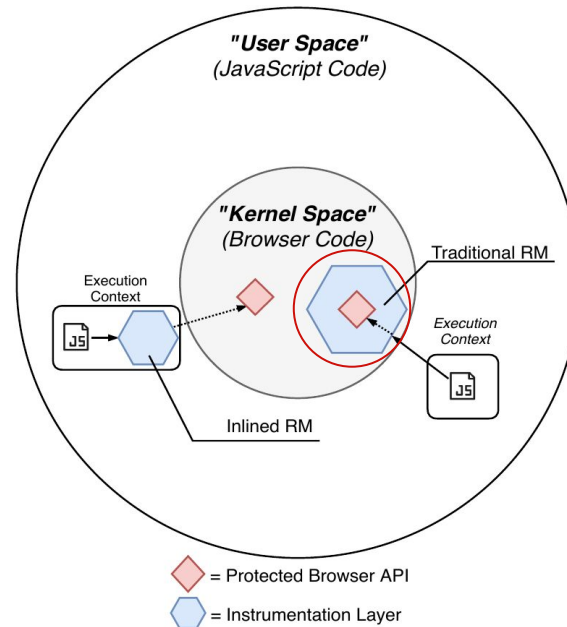 "User Space"
(JavaScript Code)
"Kernel Space"
(Browser Code)
Traditional RM
Execution
Context
JS
Execution
Context
JS
Inlined RM
= Protected Browser API
= Instrumentation Layer